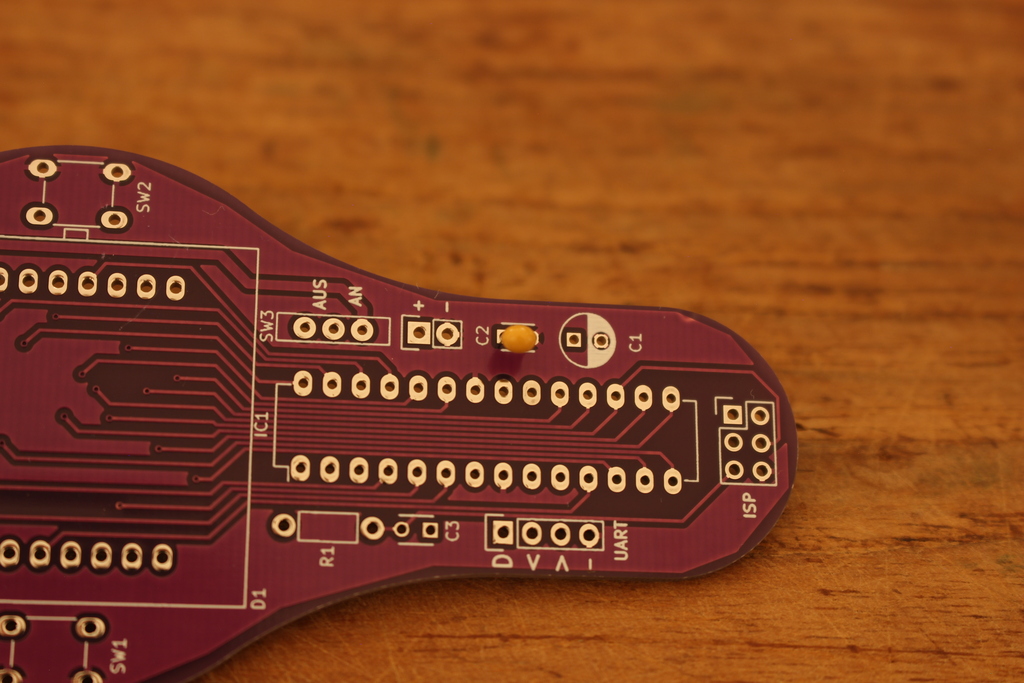 SW2
SW3
AUS
AN
+
-
C2
C1
IC1
ISP
R1
C3
D V ʌ -
UART
D1
SW1